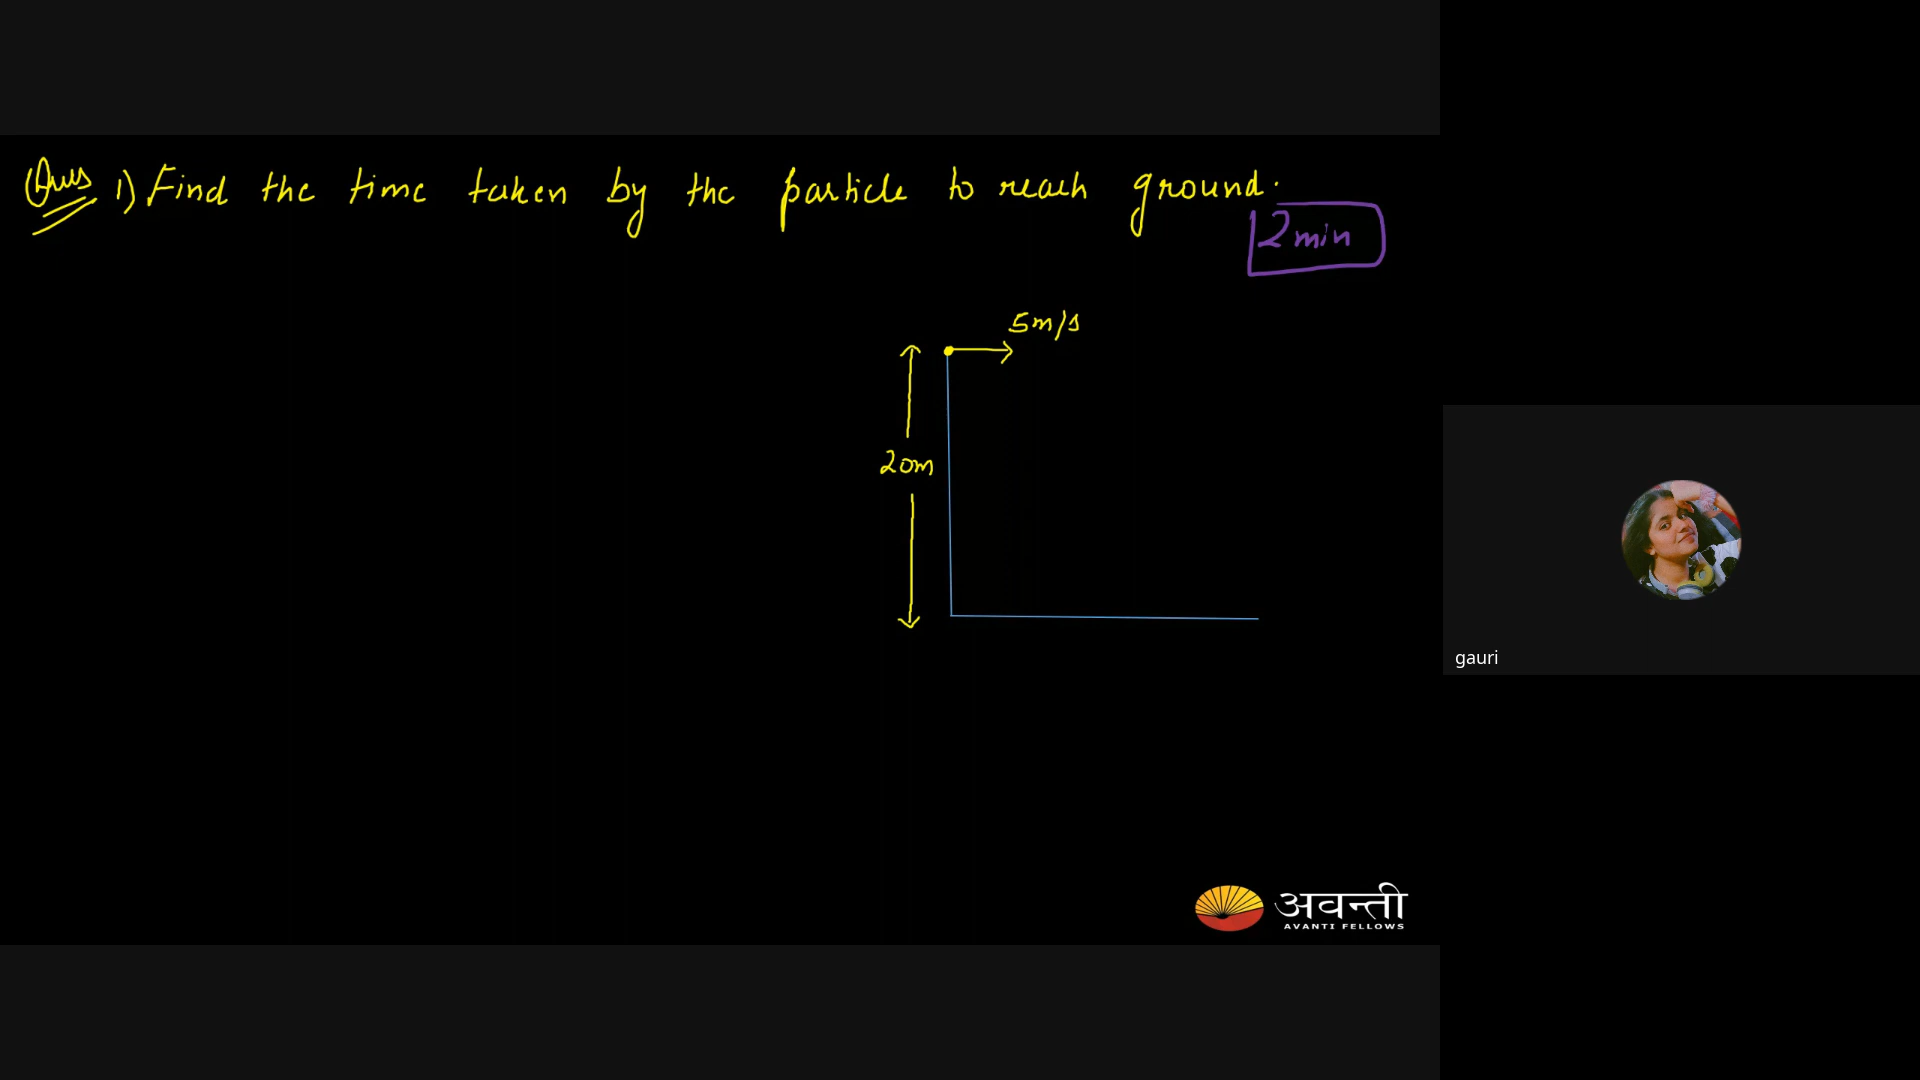 Ques 1) Find the time taken by the particle to reach ground.
2 min
5m/s
20m
gauri
अवन्ती
AVANTI FELLOWS